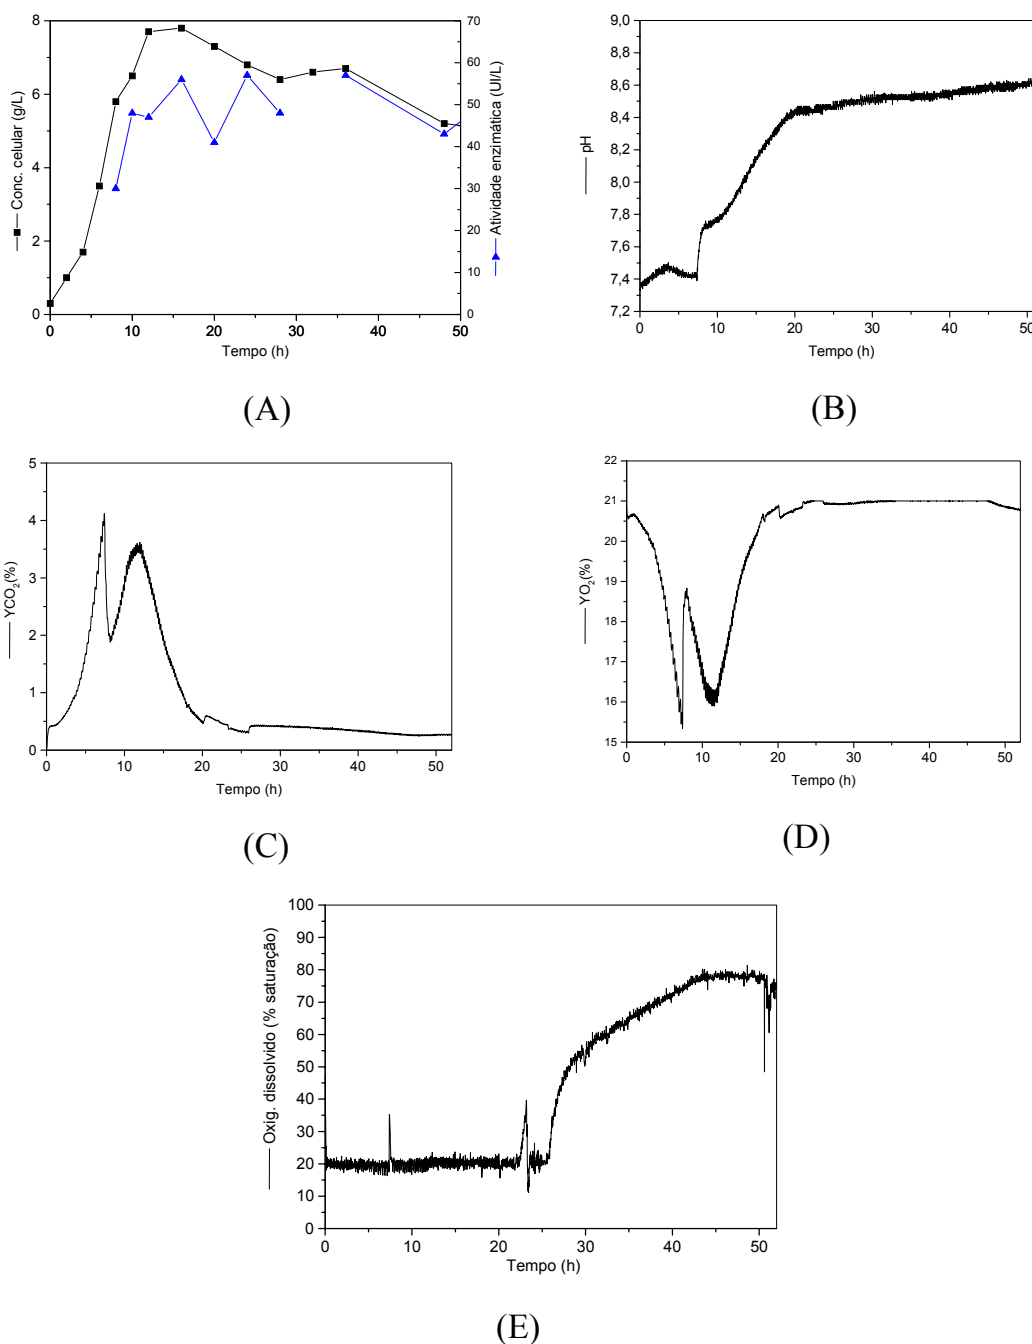 8
6
4
2
0
Conc. celular (g/L)
70
60
50
40
30
20
10
0
Atividade enzimática (UI/L)
0 10 20 30 40 50
Tempo (h)
(A)
9,0
8,8
8,6
8,4
8,2
8,0
7,8
7,6
7,4
7,2
pH
0 10 20 30 40 50
Tempo (h)
(B)
5
4
3
2
1
0
YCO2(%)
0 10 20 30 40 50
Tempo (h)
(C)
22
21
20
19
18
17
16
15
YO2(%)
0 10 20 30 40 50
Tempo (h)
(D)
100
90
80
70
60
50
40
30
20
10
0
Oxig. dissolvido (% saturação)
0 10 20 30 40 50
Tempo (h)
(E)